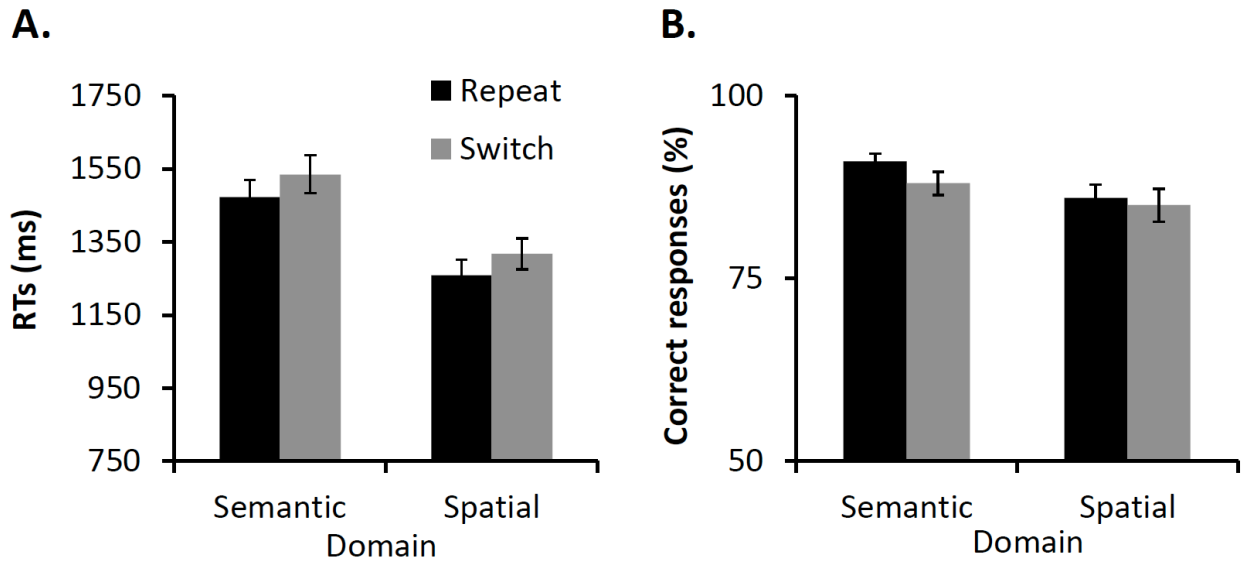 A.
1750
1550
1350
1150
950
750
RTs (ms)
Repeat
Switch
Semantic
Spatial
Domain
B.
100
75
50
Correct responses (%)
Semantic
Spatial
Domain